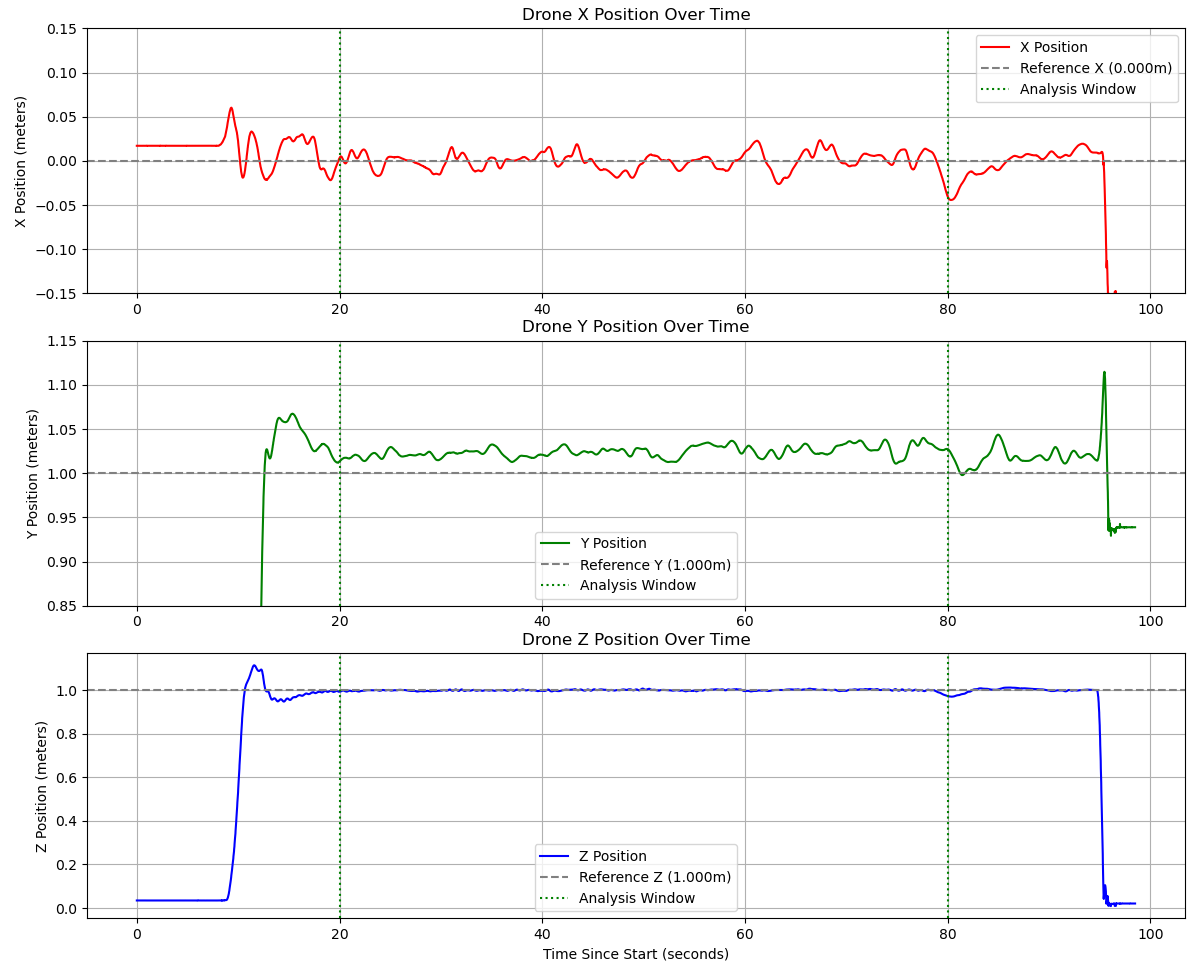 Drone X Position Over Time
0.15
0.10
0.05
0.00
−0.05
−0.10
−0.15
X Position (meters)
X Position
Reference X (0.000m)
Analysis Window
0 20 40 60 80 100
Drone Y Position Over Time
1.15
1.10
1.05
1.00
0.95
0.90
0.85
Y Position (meters)
Y Position
Reference Y (1.000m)
Analysis Window
0 20 40 60 80 100
Drone Z Position Over Time
1.0
0.8
0.6
0.4
0.2
0.0
Z Position (meters)
Z Position
Reference Z (1.000m)
Analysis Window
0 20 40 60 80 100
Time Since Start (seconds)